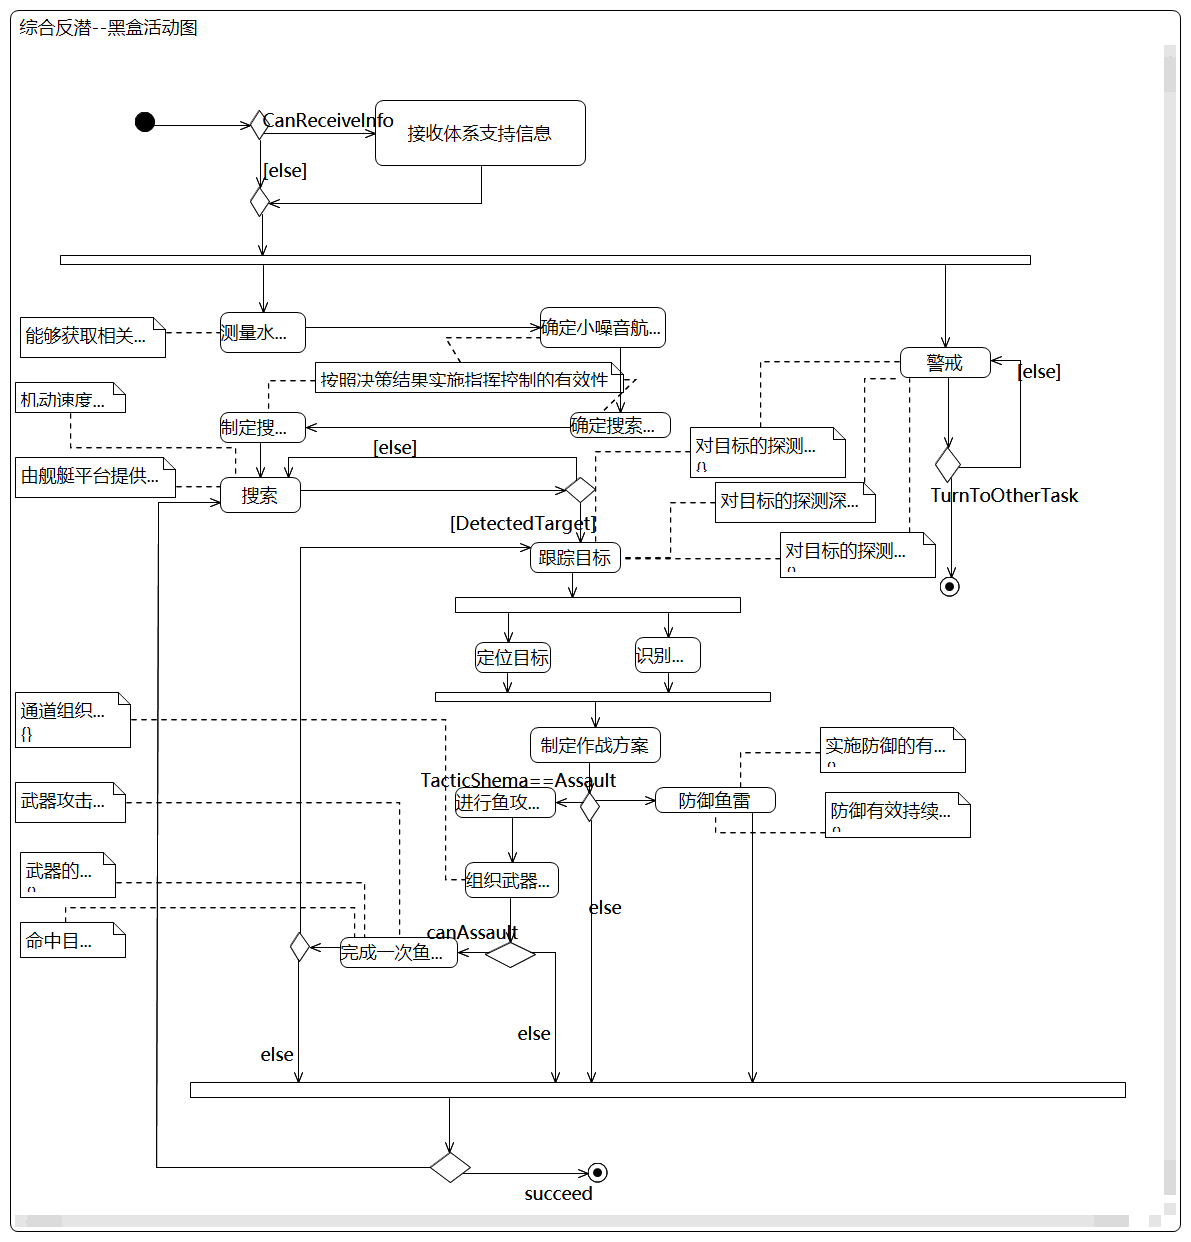 综合反潜--黑盒活动图
CanReceiveInfo
接收体系支持信息
[else]
能够获取相关...
测量水...
确定小噪音航...
警戒
[else]
按照决策结果实施指挥控制的有效性
机动速度...
制定搜...
确定搜索...
[else]
对目标的探测...
{}
由舰艇平台提供...
搜索
TurnToOtherTask
对目标的探测深...
[DetectedTarget]
跟踪目标
对目标的探测...
定位目标
识别...
通道组织...
{}
制定作战方案
实施防御的有...
TacticShema==Assault
武器攻击...
进行鱼攻...
防御鱼雷
防御有效持续...
武器的...
组织武器...
else
canAssault
命中目...
完成一次鱼...
else
else
succeed